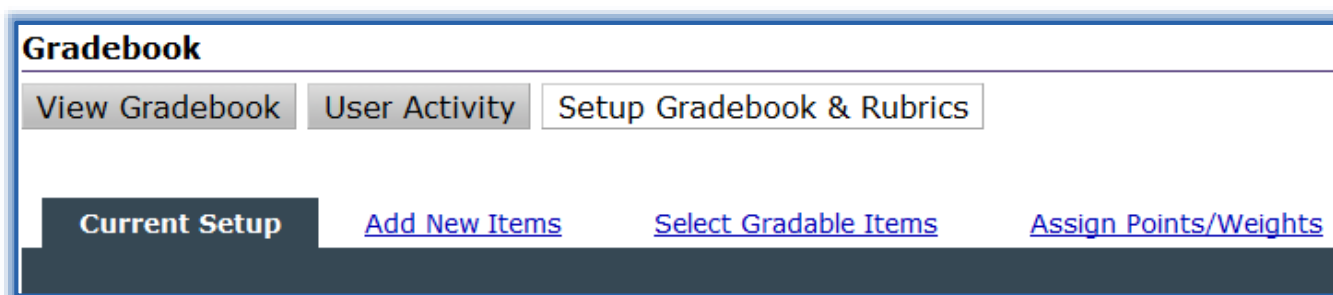 Gradebook
View Gradebook User Activity Setup Gradebook & Rubrics
Current Setup Add New Items Select Gradable Items Assign Points/Weights